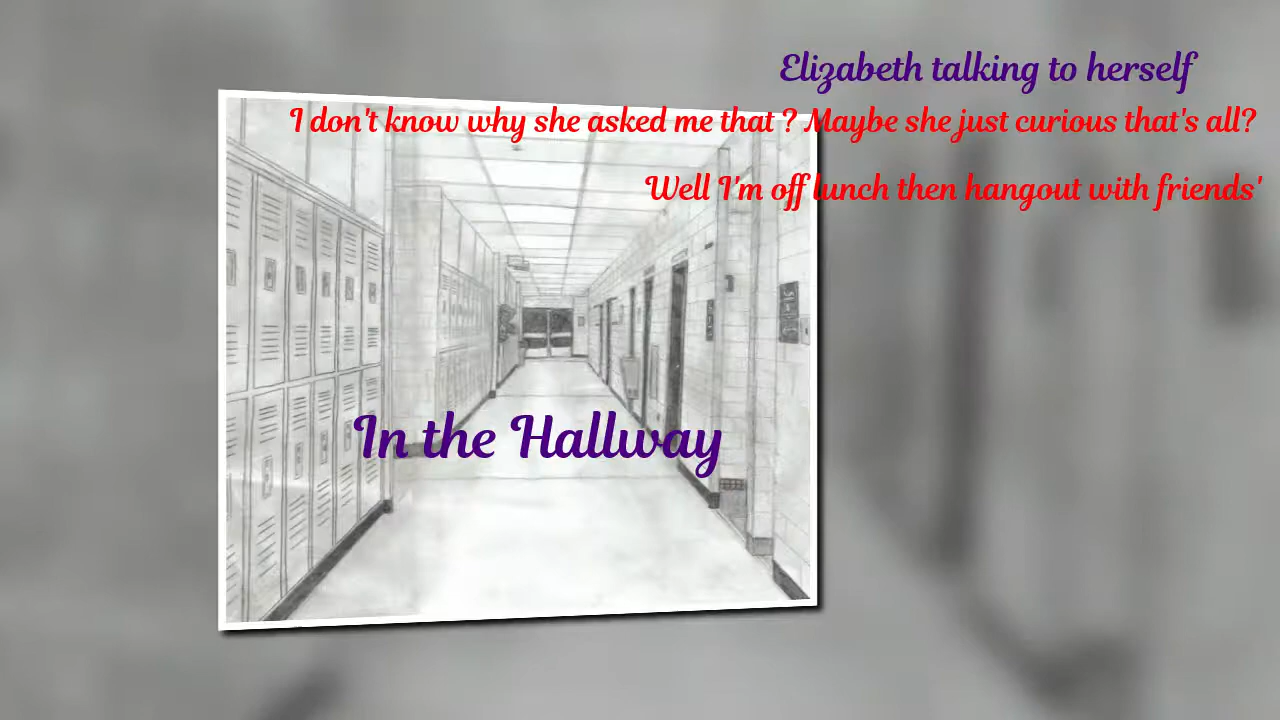 Elizabeth talking to herself
I don't know why she asked me that ? Maybe she just curious that's all?
Well I'm off lunch then hangout with friends'
In the Hallway